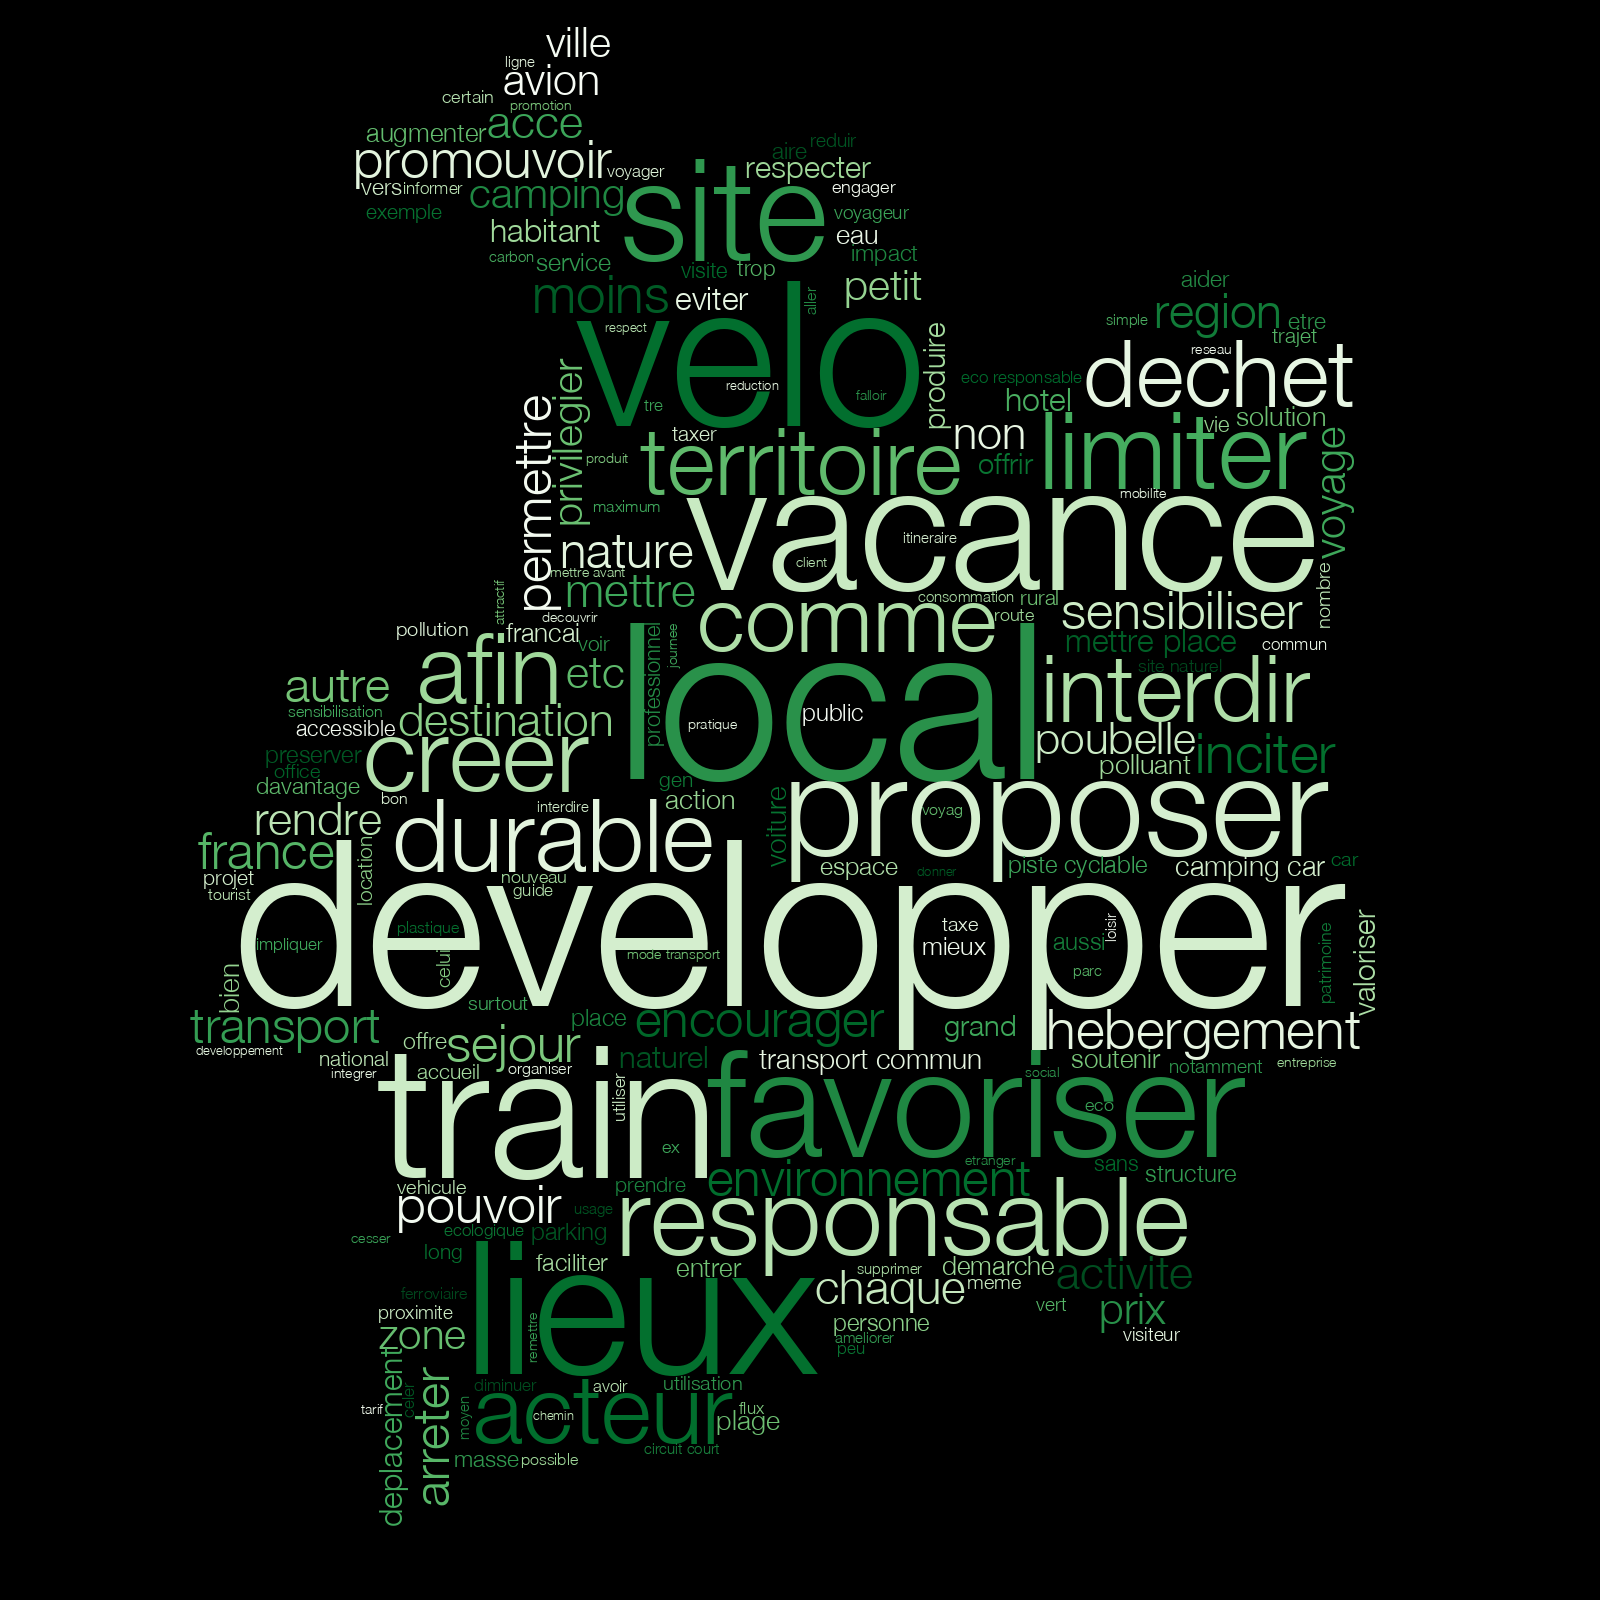 ville
ligne
avion
certain
promotion
augmenter
acce
promouvoir
voyager
vers
informer
camping
exemple
habitant
carbon
service
site
aire
reduir
respecter
engager
voyageur
eau
impact
visite
trop
petit
moins
eviter
aller
velo
respect
reduction
falloir
tre
taxer
produire
privilegier
permettre
produit
maximum
aider
region
simple
etre
trajet
reseau
dechet
eco responsable
hotel
vie
solution
limiter
non
offrir
voyage
territoire
mobilite
vacance
itineraire
client
nature
mettre avant
mettre
attractif
decouvrir
consommation
rural
route
comme
sensibiliser
nombre
mettre place
commun
site naturel
pollution
francai
voir
professionnel
journee
afin
etc
autre
sensibilisation
accessible
destination
local
pratique
public
interdir
poubelle
polluant
inciter
preserver
office
davantage
creer
bon
gen
action
interdire
voiture
proposer
voyag
rendre
france
location
durable
projet
tourist
nouveau
guide
espace
donner
piste cyclable
camping car
car
developper
impliquer
plastique
celui
mode transport
taxe
mieux
aussi
loisir
parc
patrimoine
valoriser
bien
surtout
transport
developpement
place
encourager
grand
hebergement
offre
sejour
national
integrer
accueil
organiser
naturel
transport commun
social
soutenir
notamment
entreprise
train
utiliser
ex
favoriser
eco
etranger
sans
structure
vehicule
prendre
environnement
pouvoir
usage
ecologique
parking
cesser
long
responsable
faciliter
entrer
supprimer
demarche
meme
activite
chaque
ferroviaire
proximite
zone
lieux
remettre
vert
prix
visiteur
personne
ameliorer
peu
deplacement
celer
arreter
tarif
moyen
diminuer
avoir
utilisation
acteur
chemin
flux
plage
circuit court
masse
possible